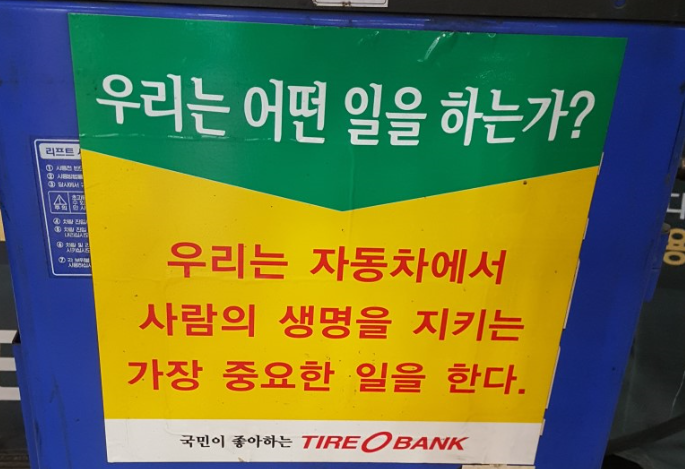 우리는 어떤 일을 하는가?
우리는 자동차에서
사람의 생명을 지키는
가장 중요한 일을 한다.
국민이 좋아하는 TIRE BANK
리프트